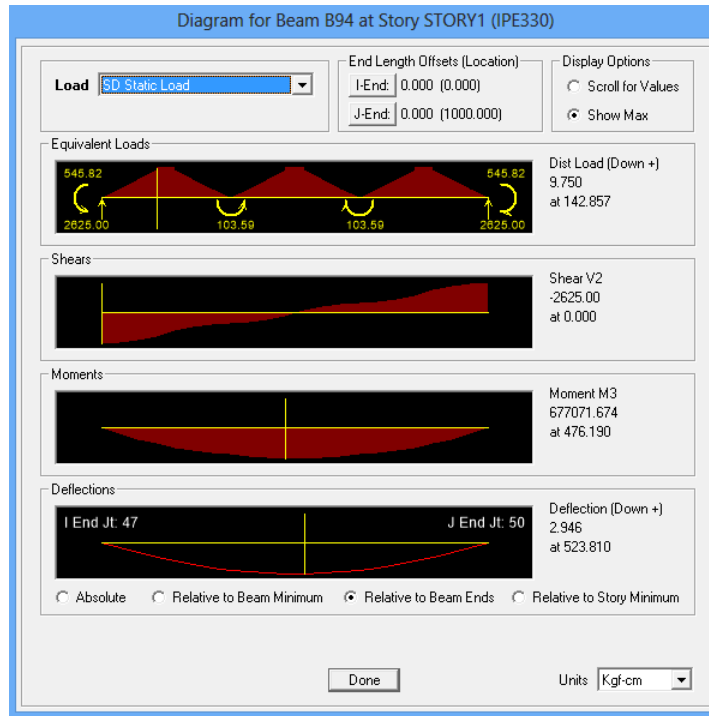 Diagram for Beam B94 at Story STORY1 (IPE330)
Load SD Static Load
End Length Offsets (Location)
I-End: 0.000 (0.000)
J-End: 0.000 (1000.000)
Display Options
Scroll for Values
Show Max
Equivalent Loads
545.82 545.82
2625.00 103.59 103.59 2625.00
Dist Load (Down +)
9.750
at 142.857
Shears
Shear V2
-2625.00
at 0.000
Moments
Moment M3
677071.674
at 476.190
Deflections
I End Jt: 47 J End Jt: 50
Deflection (Down +)
2.946
at 523.810
Absolute Relative to Beam Minimum Relative to Beam Ends Relative to Story Minimum
Done
Units Kgf-cm